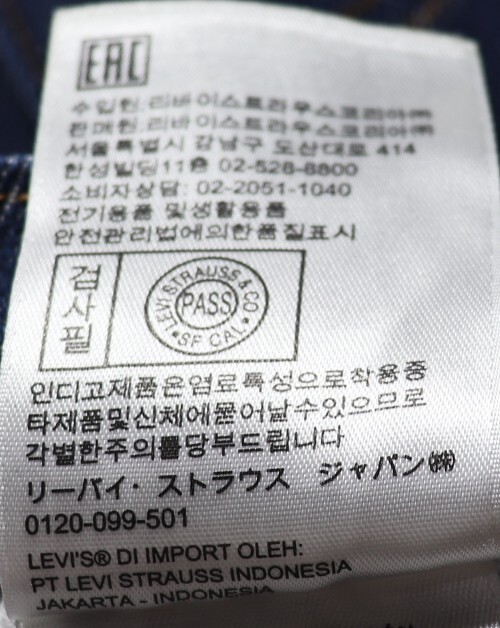 EAC
수입원:리바이스트라우스코리아㈜
판매원:리바이스트라우스코리아㈜
서울특별시 강남구 도산대로 414
한성빌딩11층 02-528-8800
소비자상담: 02-2051-1040
전기용품 및생활용품
안전관리법에의한품질표시
검사필
LEVI STRAUSS & CO
PASS
SF CAL
인디고제품은염료특성으로착용중
타제품및신체에묻어날수있으므로
각별한주의를당부드립니다
リーバイ・ストラウス ジャパン㈱
0120-099-501
LEVI'S® DI IMPORT OLEH:
PT LEVI STRAUSS INDONESIA
JAKARTA - INDONESIA